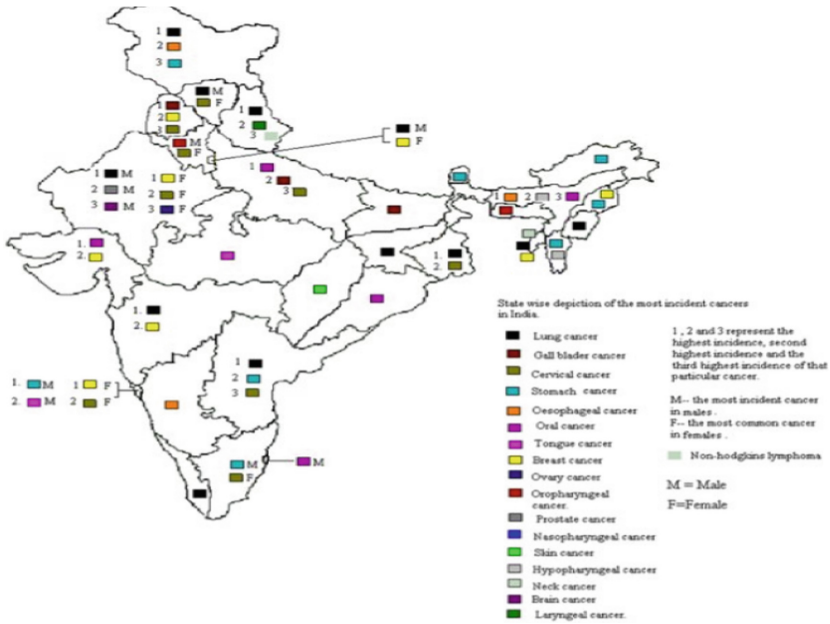 1
2
3
M
F
1
2
3
1
2
3
M
F
M
F
1 M
2 M
3 M
1 F
2 F
3 F
1
2
3
1 2 3
1.
2.
1.
2.
1.
2.
1
2
3
1. M 1 F
2. M 2 F
M
F
M
State wise depiction of the most incident cancers
in India.
Lung cancer
Gall blader cancer
Cervical cancer
Stomach cancer
Oesophageal cancer
Oral cancer
Tongue cancer
Breast cancer
Ovary cancer
Oropharyngeal
cancer.
Prostate cancer
Nasopharyngeal cancer
Skin cancer
Hypopharyngeal cancer
Neck cancer
Brain cancer
Laryngeal cancer.
1 , 2 and 3 represent the
highest incidence, second
highest incidence and the
third highest incidence of that
particular cancer.
M-- the most incident cancer
in males .
F-- the most common cancer
in females .
Non-hodgkins lymphoma
M = Male
F=Female